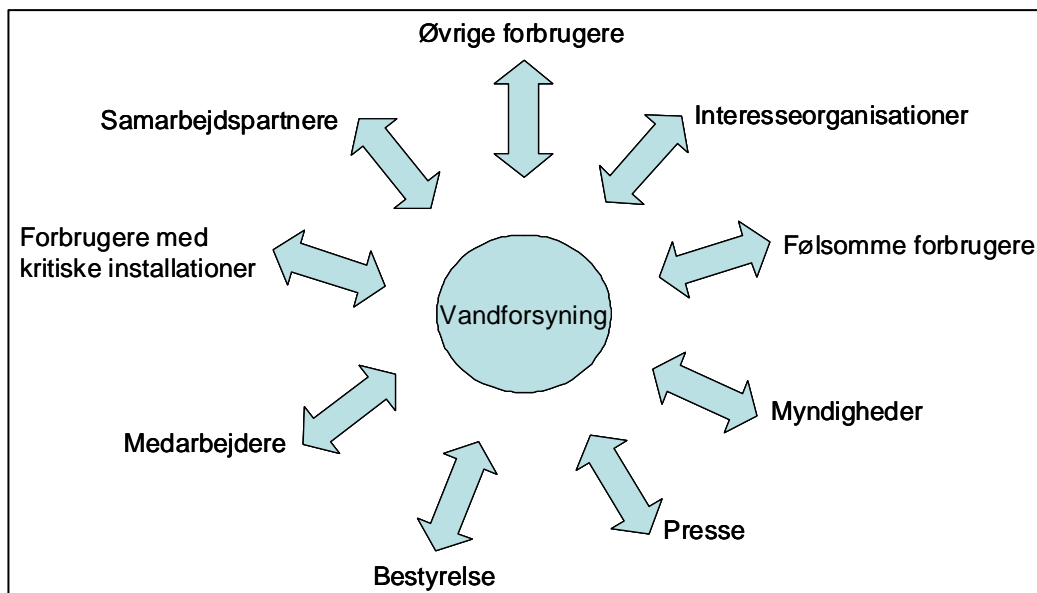 Øvrige forbrugere
Samarbejdspartnere
Interesseorganisationer
Forbrugere med
kritiske installationer
Følsomme forbrugere
Vandforsyning
Medarbejdere
Myndigheder
Presse
Bestyrelse